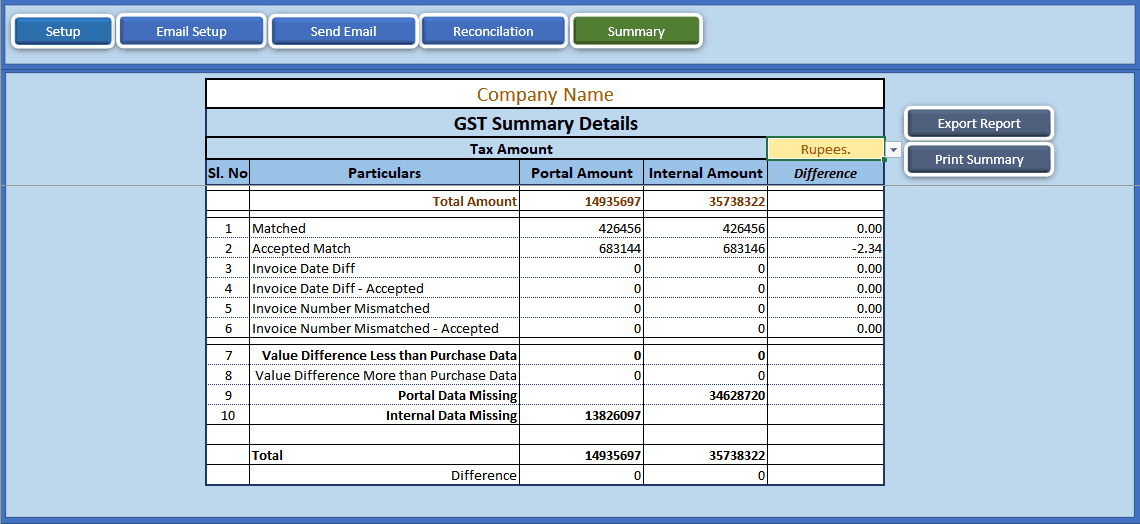 Setup Email Setup Send Email Reconcilation Summary
Company Name
GST Summary Details
Tax Amount Rupees.
Sl. No Particulars Portal Amount Internal Amount Difference
Total Amount 14935697 35738322
1 Matched 426456 426456 0.00
2 Accepted Match 683144 683146 -2.34
3 Invoice Date Diff 0 0 0.00
4 Invoice Date Diff - Accepted 0 0 0.00
5 Invoice Number Mismatched 0 0 0.00
6 Invoice Number Mismatched - Accepted 0 0 0.00
7 Value Difference Less than Purchase Data 0 0
8 Value Difference More than Purchase Data 0 0
9 Portal Data Missing 34628720
10 Internal Data Missing 13826097
Total 14935697 35738322
Difference 0 0
Export Report
Print Summary